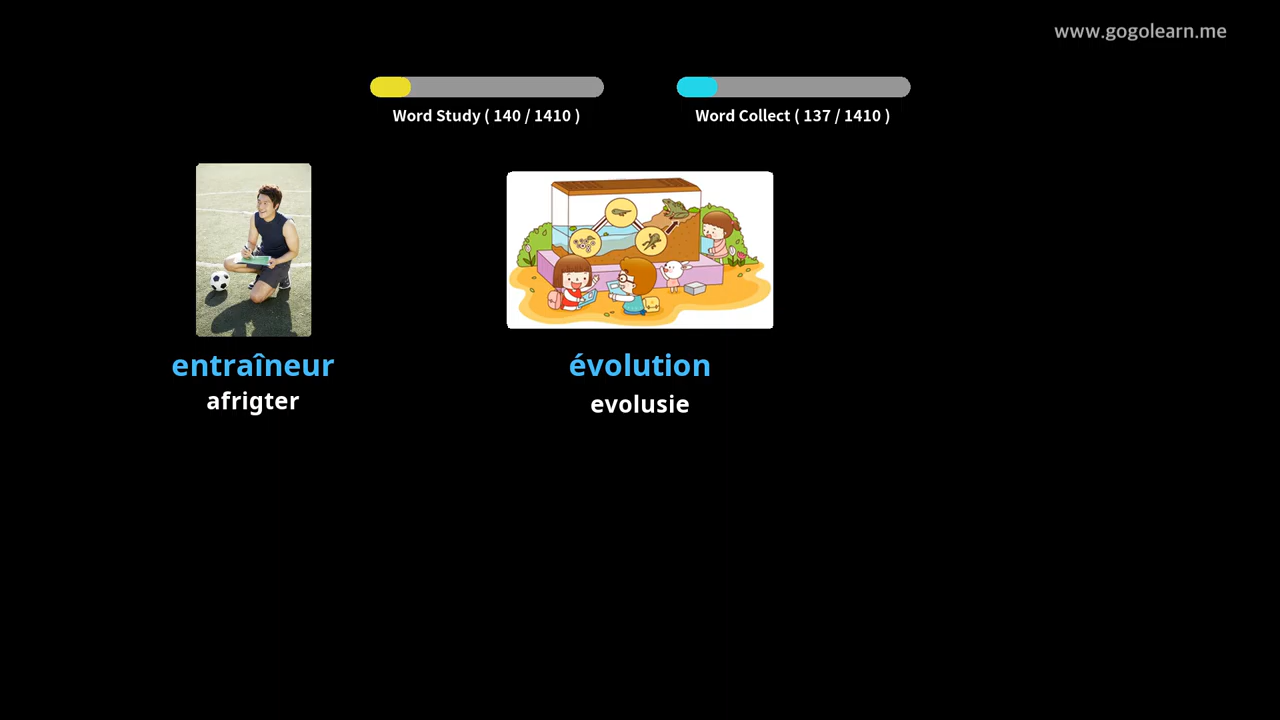 www.gogolearn.me
Word Study ( 140 / 1410 )
Word Collect ( 137 / 1410 )
entraîneur
afrigter
évolution
evolusie